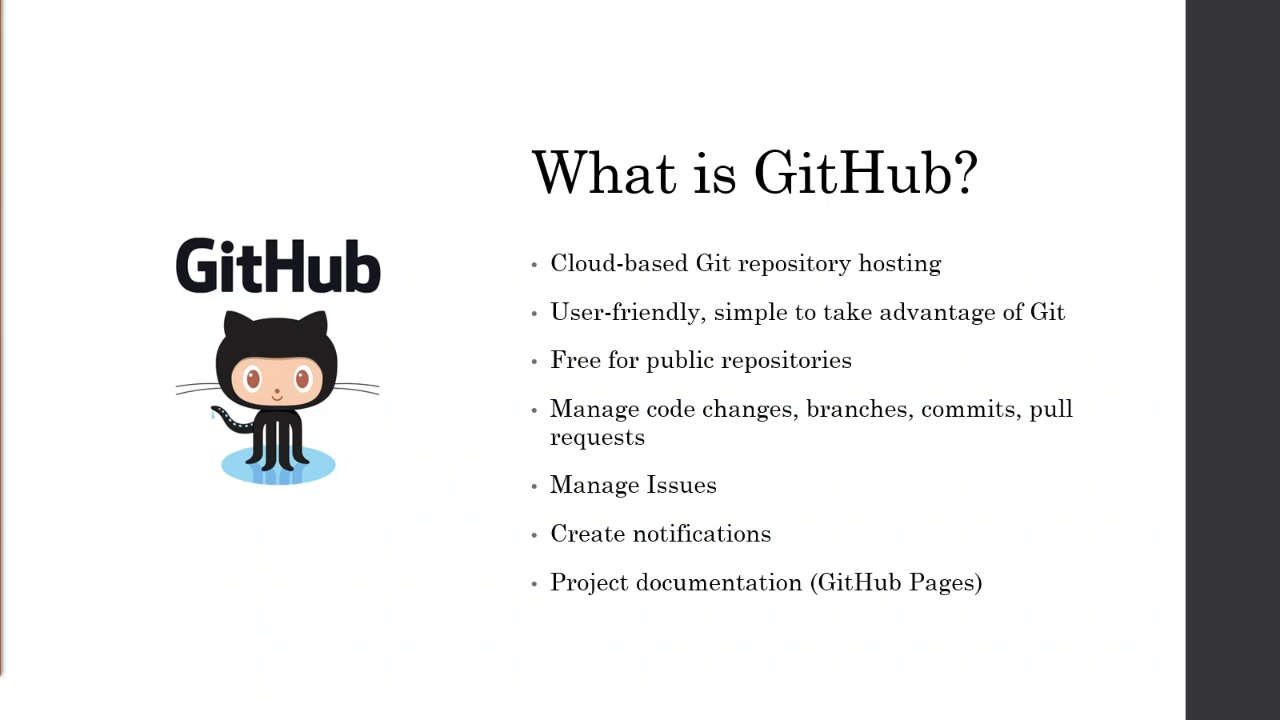 What is GitHub?
GitHub
• Cloud-based Git repository hosting
• User-friendly, simple to take advantage of Git
• Free for public repositories
• Manage code changes, branches, commits, pull
requests
• Manage Issues
• Create notifications
• Project documentation (GitHub Pages)